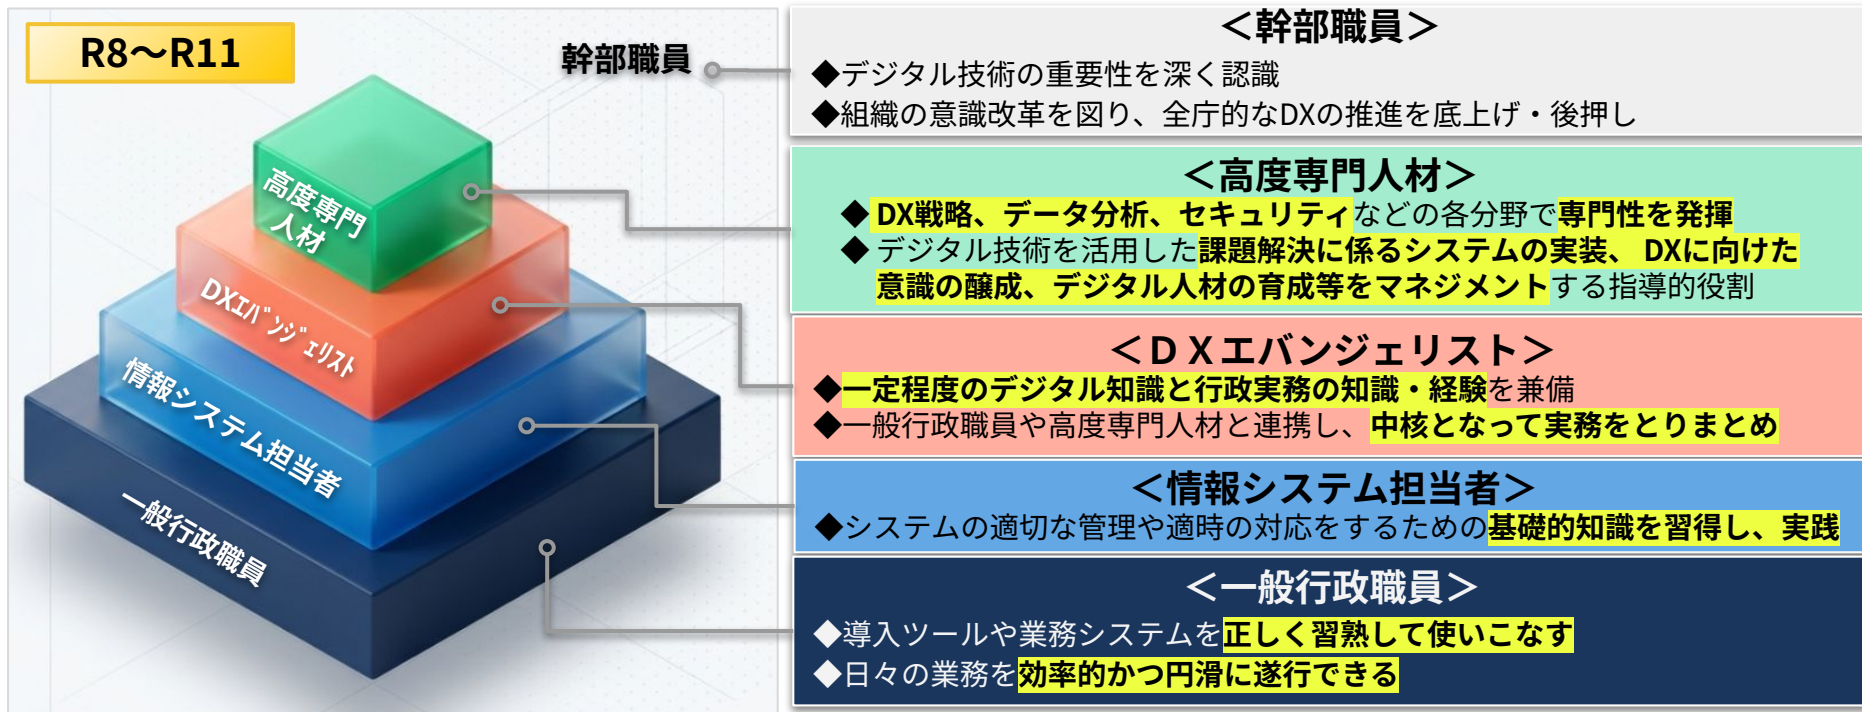 R8～R11
幹部職員
高度専門
人材
DXｴﾊﾞﾝｼﾞｪﾘｽﾄ
情報システム担当者
一般行政職員
＜幹部職員＞
◆デジタル技術の重要性を深く認識
◆組織の意識改革を図り、全庁的なDXの推進を底上げ・後押し
＜高度専門人材＞
◆ DX戦略、データ分析、セキュリティなどの各分野で専門性を発揮
◆ デジタル技術を活用した課題解決に係るシステムの実装、 DXに向けた
意識の醸成、デジタル人材の育成等をマネジメントする指導的役割
＜ＤＸエバンジェリスト＞
◆一定程度のデジタル知識と行政実務の知識・経験を兼備
◆一般行政職員や高度専門人材と連携し、中核となって実務をとりまとめ
＜情報システム担当者＞
◆システムの適切な管理や適時の対応をするための基礎的知識を習得し、実践
＜一般行政職員＞
◆導入ツールや業務システムを正しく習熟して使いこなす
◆日々の業務を効率的かつ円滑に遂行できる